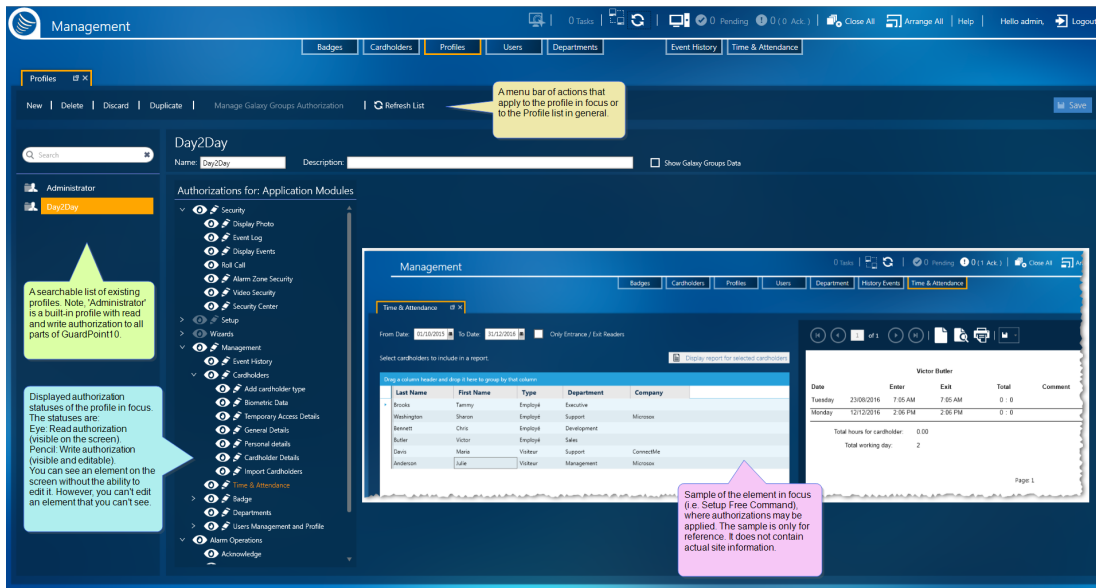 Management
0 Tasks
0 Pending
0 ( 0 Ack. )
Close All
Arrange All
Help
Hello admin,
Logout
Badges
Cardholders
Profiles
Users
Departments
Event History
Time & Attendance
Profiles
New
Delete
Discard
Duplicate
Manage Galaxy Groups Authorization
Refresh List
Save
A menu bar of actions that
apply to the profile in focus or
to the Profile list in general.
Search
Administrator
Day2Day
A searchable list of existing
profiles. Note, 'Administrator'
is a built-in profile with read
and write authorization to all
parts of GuardPoint10.
Displayed authorization
statuses of the profile in focus.
The statuses are:
Eye: Read authorization
(visible on the screen).
Pencil: Write authorization
(visible and editable).
You can see an element on the
screen without the ability to
edit it. However, you can't edit
an element that you can't see.
Day2Day
Name: Day2Day
Description:
Show Galaxy Groups Data
Authorizations for: Application Modules
Security
Display Photo
Event Log
Display Events
Roll Call
Alarm Zone Security
Video Security
Security Center
Setup
Wizards
Management
Event History
Cardholders
Add cardholder type
Biometric Data
Temporary Access Details
General Details
Personal details
Cardholder Details
Import Cardholders
Time & Attendance
Badge
Departments
Users Management and Profile
Alarm Operations
Acknowledge
Management
0 Tasks
0 Pending
0 ( 1 Ack. )
Close All
Badges
Cardholders
Profiles
Users
Department
History Events
Time & Attendance
Time & Attendance
From Date: 01/10/2015 To Date: 31/12/2016 Only Entrance / Exit Readers
Select cardholders to include in a report.
Display report for selected cardholders
Drag a column header and drop it here to group by that column
Last Name First Name Type Department Company
Brooks Tammy Employé Executive
Washington Sharon Employé Support Microsox
Bennett Chris Employé Development
Butler Victor Employé Sales
Davis Maria Visiteur Support ConnectMe
Anderson Julie Visiteur Management Microsox
1 of 1
Victor Butler
Date Enter Exit Total Comment
Tuesday 23/08/2016 7:05 AM 7:05 AM 0 : 0
Monday 12/12/2016 2:06 PM 2:06 PM 0 : 0
Total hours for cardholder: 0.00
Total working day: 2
Page: 1
Sample of the element in focus
(i.e. Setup Free Command),
where authorizations may be
applied. The sample is only for
reference. It does not contain
actual site information.